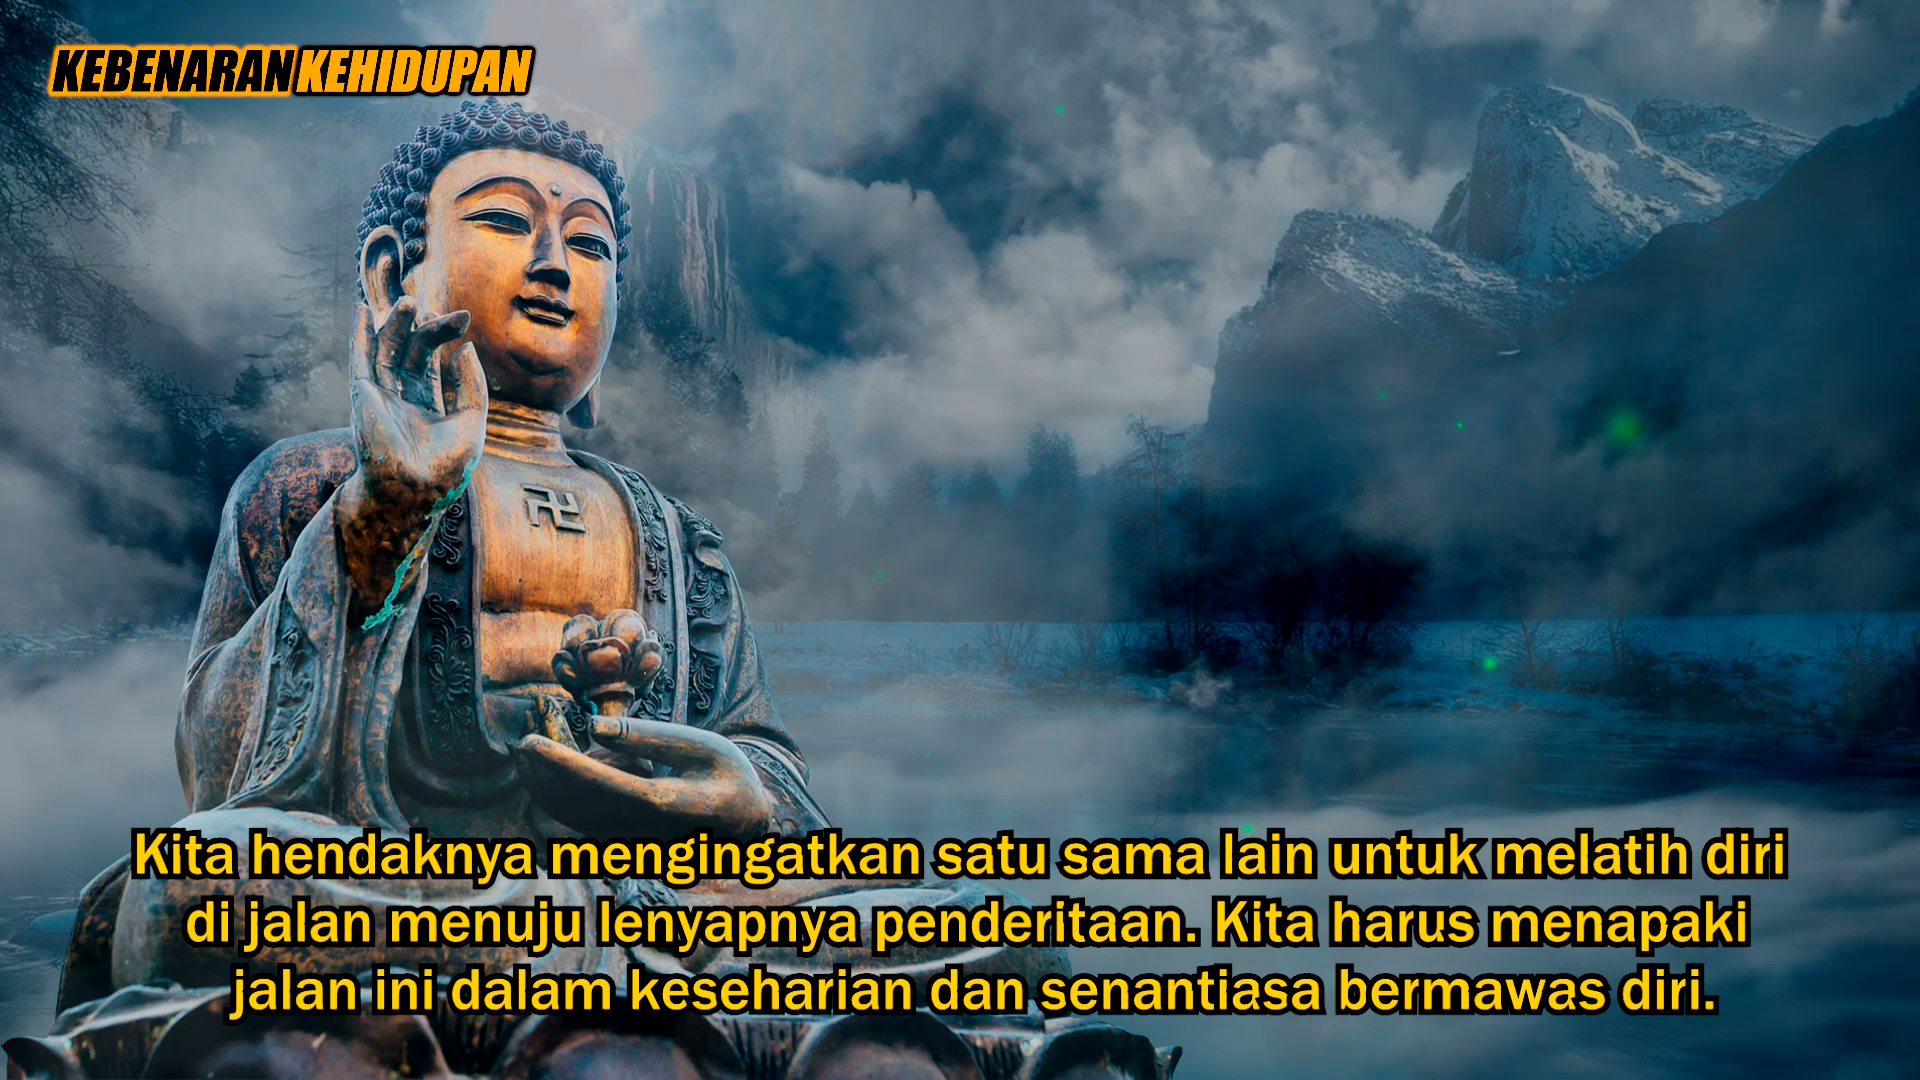 KEBENARAN KEHIDUPAN
Kita hendaknya mengingatkan satu sama lain untuk melatih diri
di jalan menuju lenyapnya penderitaan. Kita harus menapaki
jalan ini dalam keseharian dan senantiasa bermawas diri.